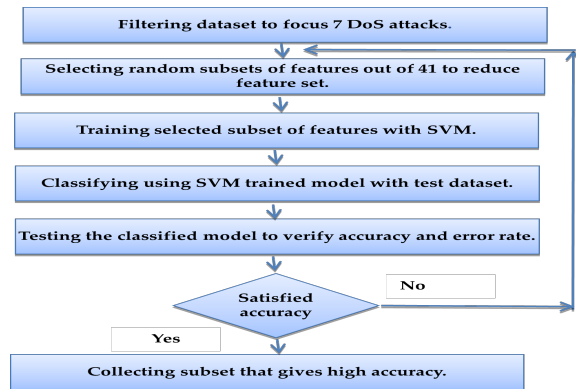 Filtering dataset to focus 7 DoS attacks.
Selecting random subsets of features out of 41 to reduce
feature set.
Training selected subset of features with SVM.
Classifying using SVM trained model with test dataset.
Testing the classified model to verify accuracy and error rate.
Satisfied
accuracy
No
Yes
Collecting subset that gives high accuracy.